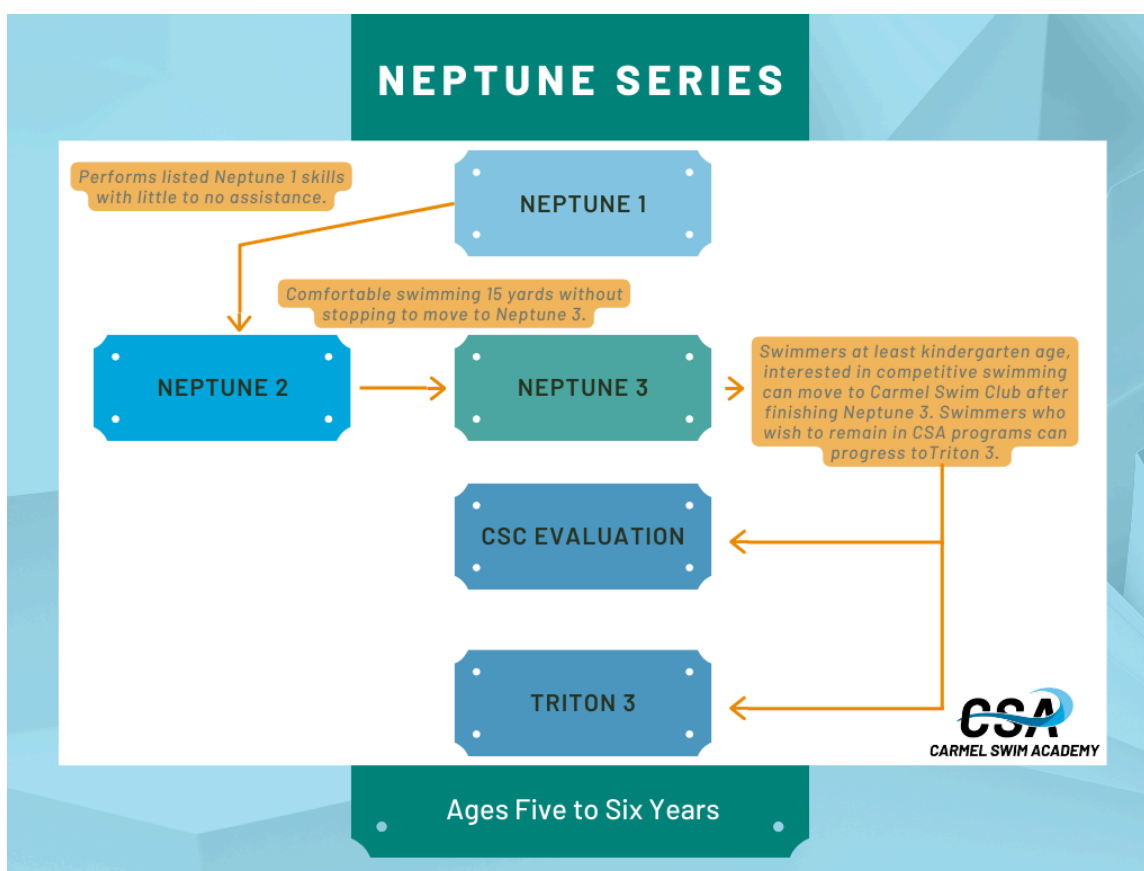 NEPTUNE SERIES
Performs listed Neptune 1 skills
with little to no assistance.
NEPTUNE 1
Comfortable swimming 15 yards without
stopping to move to Neptune 3.
NEPTUNE 2
NEPTUNE 3
Swimmers at least kindergarten age,
interested in competitive swimming
can move to Carmel Swim Club after
finishing Neptune 3. Swimmers who
wish to remain in CSA programs can
progress toTriton 3.
CSC EVALUATION
TRITON 3
CSA
CARMEL SWIM ACADEMY
Ages Five to Six Years